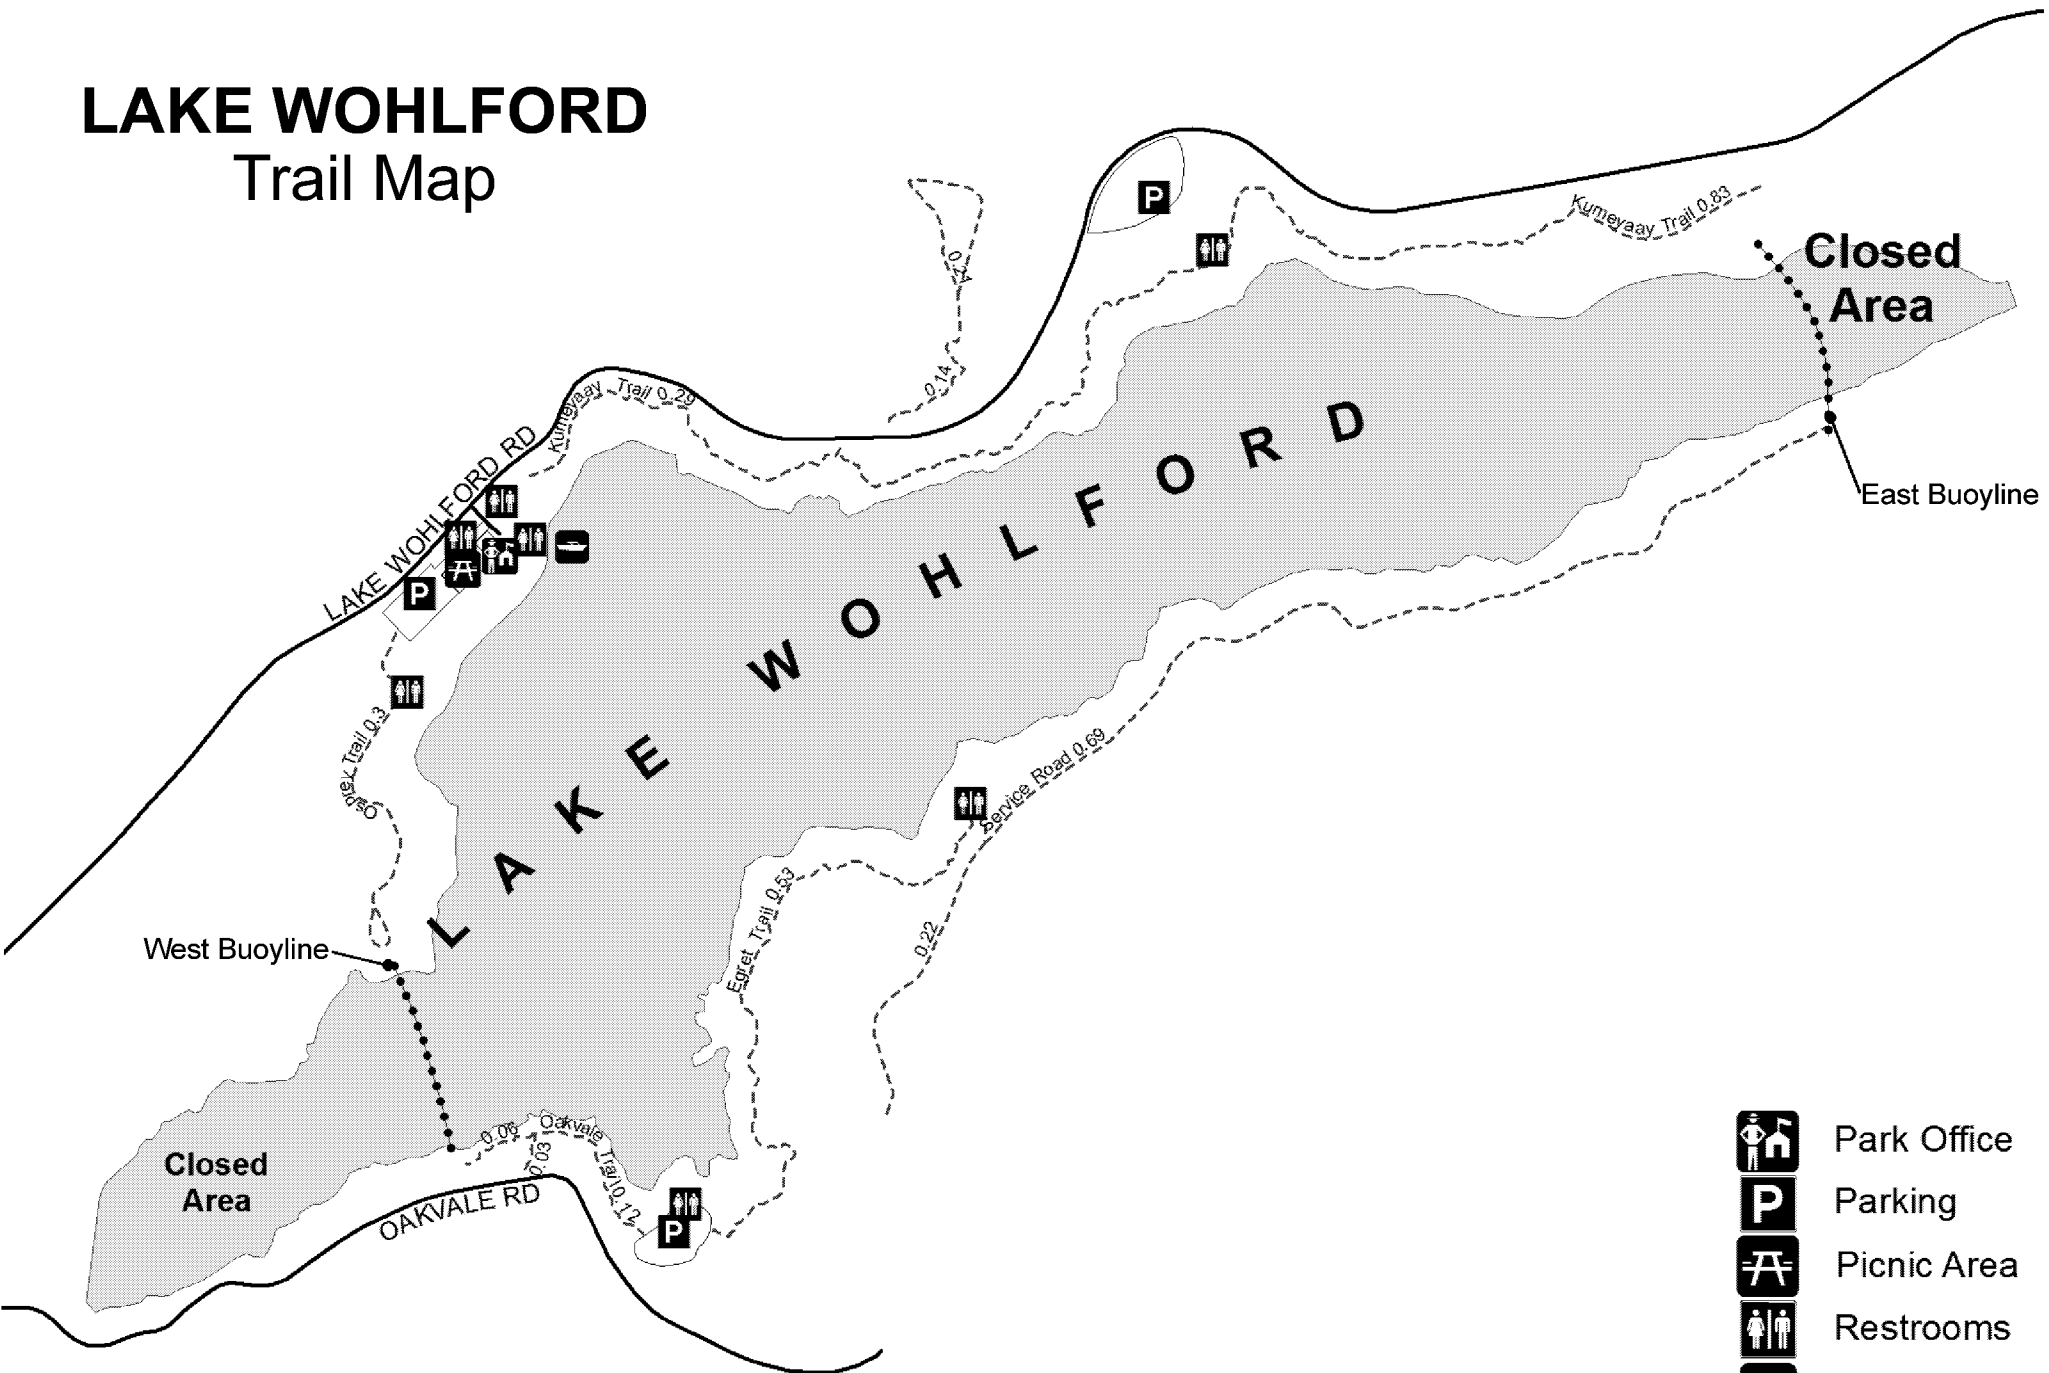 LAKE WOHLFORD
Trail Map
P
Kumeyaay Trail 0.83
Closed
Area
0.21
0.14
Kumeyaay Trail 0.29
LAKE WOHLFORD RD
East Buoyline
P
LAKE WOHLFORD
Osprey Trail 0.3
Service Road 0.69
Egret Trail 0.53
0.22
West Buoyline
0.06
Oakvale Trail 0.12
0.03
Closed
Area
OAKVALE RD
P
Park Office
P Parking
Picnic Area
Restrooms